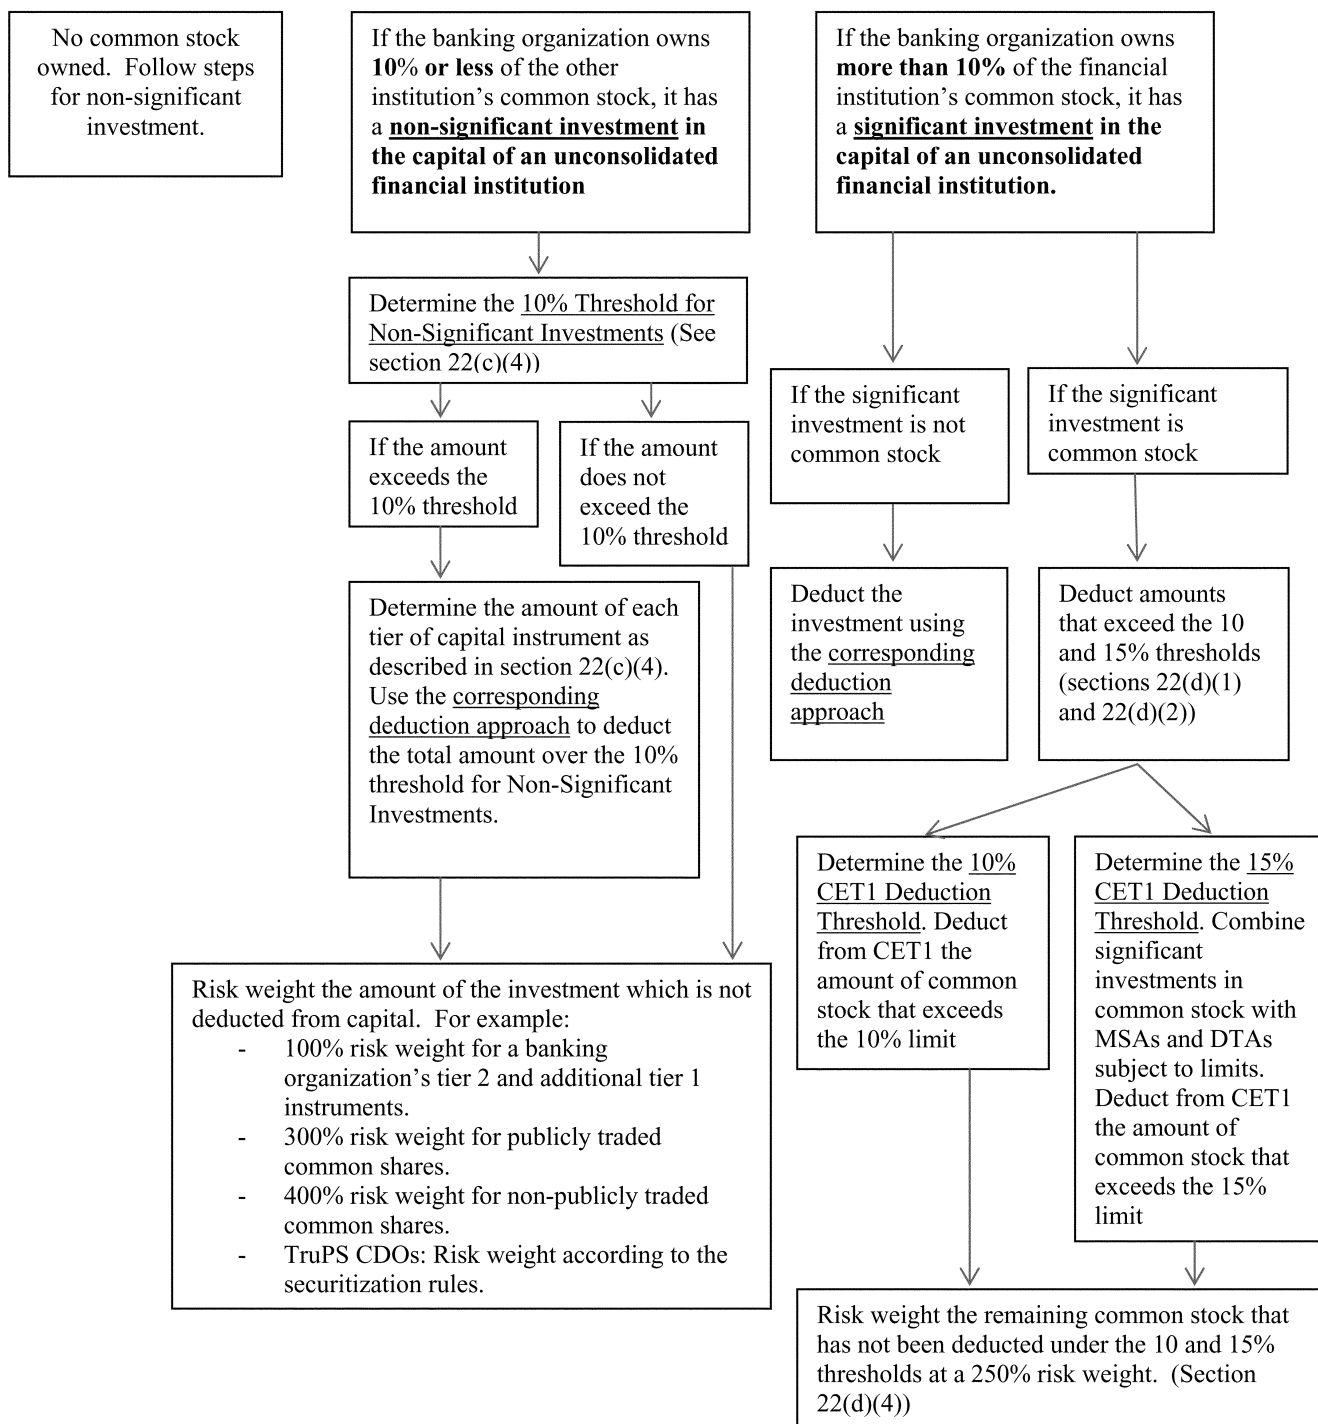 No common stock
owned.  Follow steps
for non-significant
investment.
If the banking organization owns
10% or less of the other
institution's common stock, it has
a non-significant investment in
the capital of an unconsolidated
financial institution
If the banking organization owns
more than 10% of the financial
institution's common stock, it has
a significant investment in the
capital of an unconsolidated
financial institution.
Determine the 10% Threshold for
Non-Significant Investments (See
section 22(c)(4))
If the amount
exceeds the
10% threshold
If the amount
does not
exceed the
10% threshold
If the significant
investment is not
common stock
If the significant
investment is
common stock
Determine the amount of each
tier of capital instrument as
described in section 22(c)(4).
Use the corresponding
deduction approach to deduct
the total amount over the 10%
threshold for Non-Significant
Investments.
Deduct the
investment using
the corresponding
deduction
approach
Deduct amounts
that exceed the 10
and 15% thresholds
(sections 22(d)(1)
and 22(d)(2))
Determine the 10%
CET1 Deduction
Threshold. Deduct
from CET1 the
amount of common
stock that exceeds
the 10% limit
Determine the 15%
CET1 Deduction
Threshold. Combine
significant
investments in
common stock with
MSAs and DTAs
subject to limits.
Deduct from CET1
the amount of
common stock that
exceeds the 15%
limit
Risk weight the amount of the investment which is not
deducted from capital.  For example:
- 100% risk weight for a banking
organization's tier 2 and additional tier 1
instruments.
- 300% risk weight for publicly traded
common shares.
- 400% risk weight for non-publicly traded
common shares.
- TruPS CDOs: Risk weight according to the
securitization rules.
Risk weight the remaining common stock that
has not been deducted under the 10 and 15%
thresholds at a 250% risk weight.  (Section
22(d)(4))